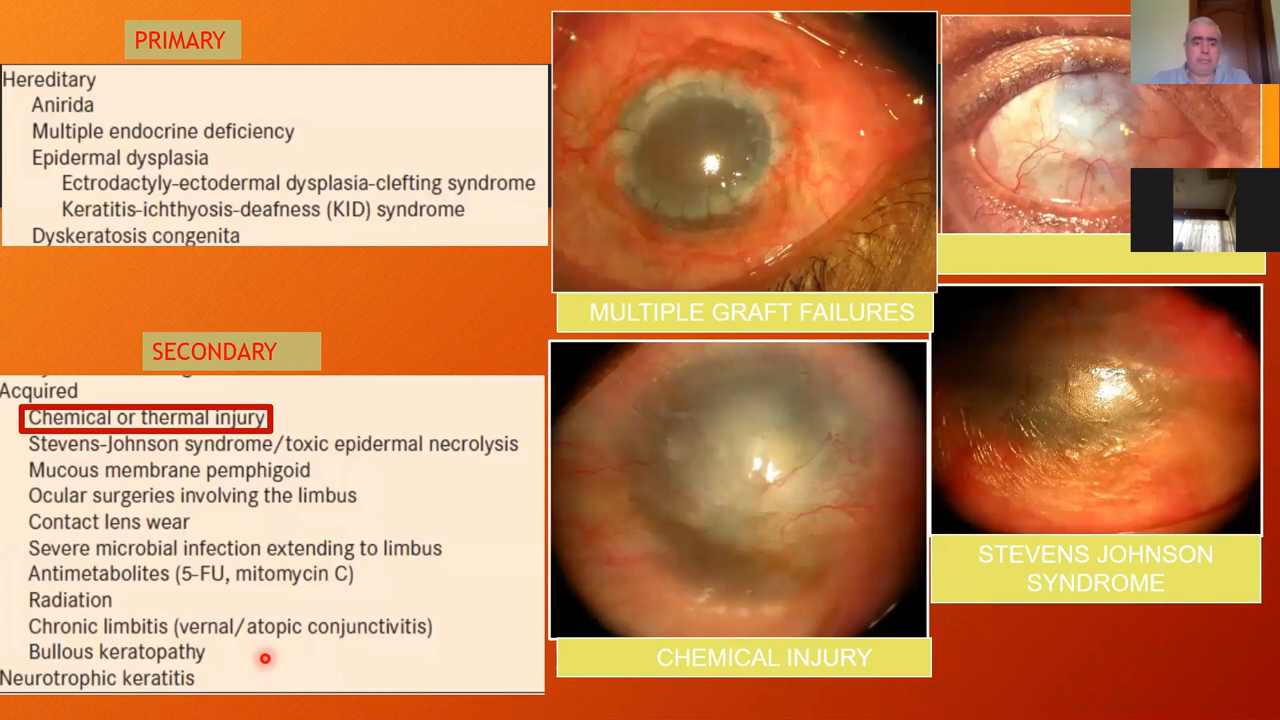 PRIMARY
Hereditary
Anirida
Multiple endocrine deficiency
Epidermal dysplasia
Ectrodactyly-ectodermal dysplasia-clefting syndrome
Keratitis-ichthyosis-deafness (KID) syndrome
Dyskeratosis congenita
SECONDARY
Acquired
Chemical or thermal injury
Stevens-Johnson syndrome/toxic epidermal necrolysis
Mucous membrane pemphigoid
Ocular surgeries involving the limbus
Contact lens wear
Severe microbial infection extending to limbus
Antimetabolites (5-FU, mitomycin C)
Radiation
Chronic limbitis (vernal/atopic conjunctivitis)
Bullous keratopathy
Neurotrophic keratitis
MULTIPLE GRAFT FAILURES
CHEMICAL INJURY
STEVENS JOHNSON
SYNDROME